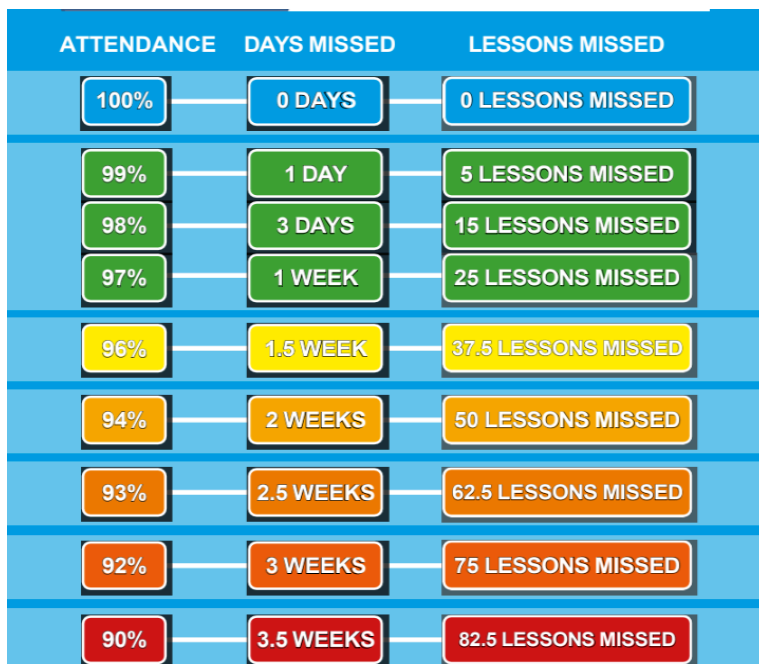 ATTENDANCE DAYS MISSED LESSONS MISSED
100% 0 DAYS 0 LESSONS MISSED
99% 1 DAY 5 LESSONS MISSED
98% 3 DAYS 15 LESSONS MISSED
97% 1 WEEK 25 LESSONS MISSED
96% 1.5 WEEK 37.5 LESSONS MISSED
94% 2 WEEKS 50 LESSONS MISSED
93% 2.5 WEEKS 62.5 LESSONS MISSED
92% 3 WEEKS 75 LESSONS MISSED
90% 3.5 WEEKS 82.5 LESSONS MISSED